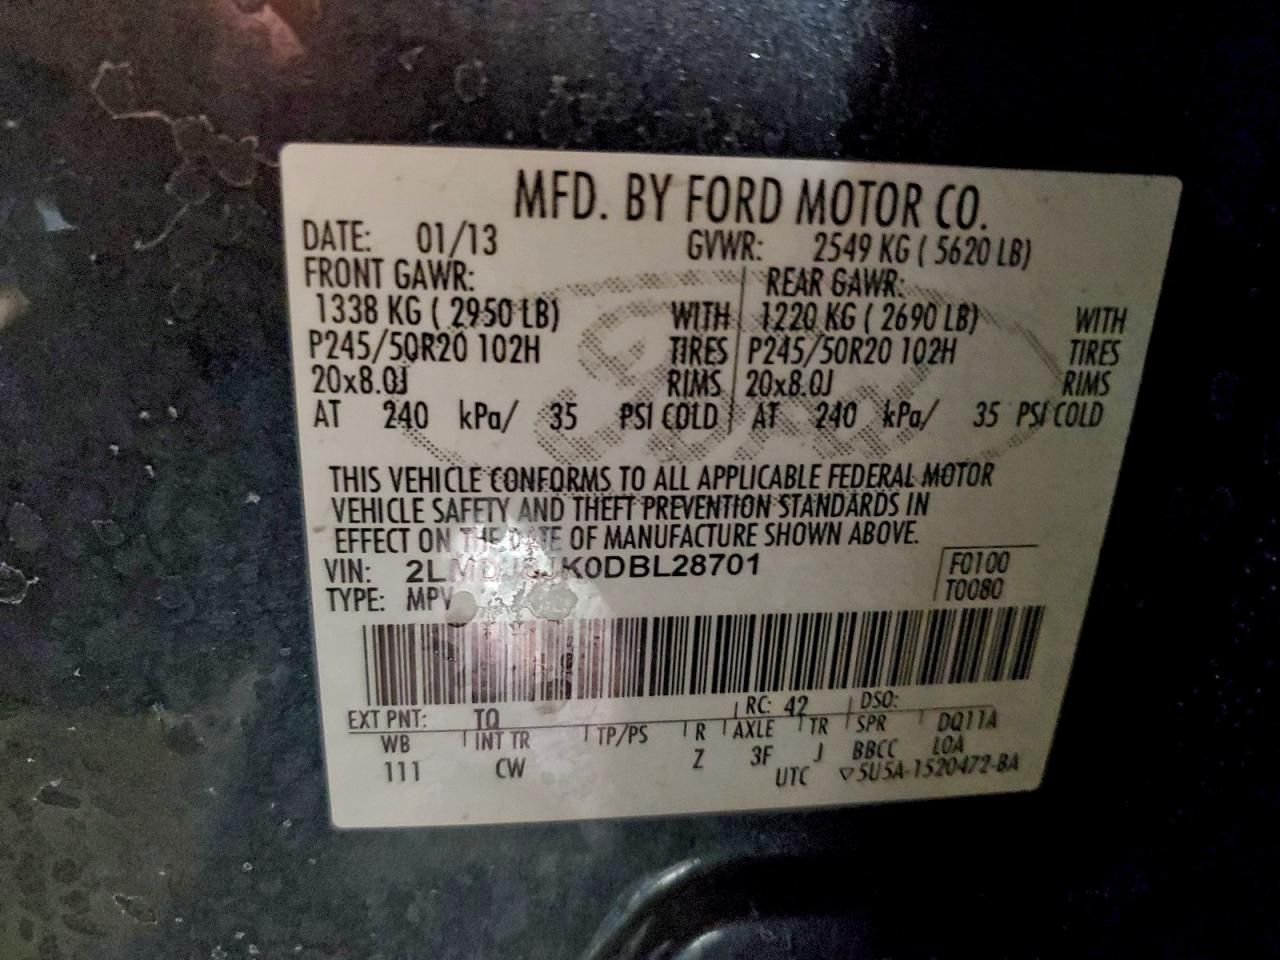 MFD. BY FORD MOTOR CO.
DATE: 01/13 GVWR: 2549 KG ( 5620 LB)
FRONT GAWR: REAR GAWR:
1338 KG ( 2950 LB) WITH 1220 KG ( 2690 LB) WITH
P245/50R20 102H TIRES P245/50R20 102H TIRES
20x8.0J RIMS 20x8.0J RIMS
AT 240 kPa/ 35 PSI COLD AT 240 kPa/ 35 PSI COLD
Ford
THIS VEHICLE CONFORMS TO ALL APPLICABLE FEDERAL MOTOR
VEHICLE SAFETY AND THEFT PREVENTION STANDARDS IN
EFFECT ON THE DATE OF MANUFACTURE SHOWN ABOVE.
VIN: F0100
TYPE: MPV T0080
RC: 42 DSO:
EXT PNT: TQ DQ11A
WB INT TR TP/PS R AXLE TR SPR LOA
111 CW Z 3F J BBCC
UTC ▽5U5A-1520472-BA